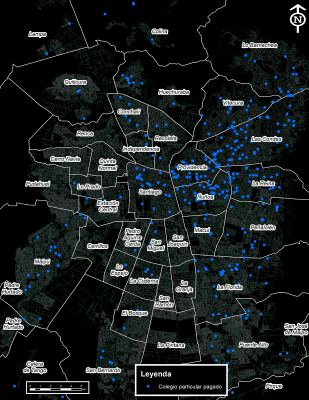 N
Lampa
Colina
Lo Barnechea
Quilicura
Huechuraba
Vitacura
Conchalí
Las Condes
Renca
Recoleta
Independencia
Cerro Navia
Quinta
Normal
Providencia
Pudahuel
Lo Prado
Santiago
La Reina
Ñuñoa
Estación
Central
Pedro
Aguirre
Cerda
San
Miguel
San
Joaquín
Macul
Peñalolén
Cerrillos
Maipú
Lo
Espejo
La Cisterna
La
Granja
La Florida
Padre
Hurtado
San
Ramón
El Bosque
Padre
Hurtado
San José
de Maipo
La Pintana
Puente Alto
Calera
de Tango
San Bernardo
Pirque
Leyenda
Colegio particular pagado